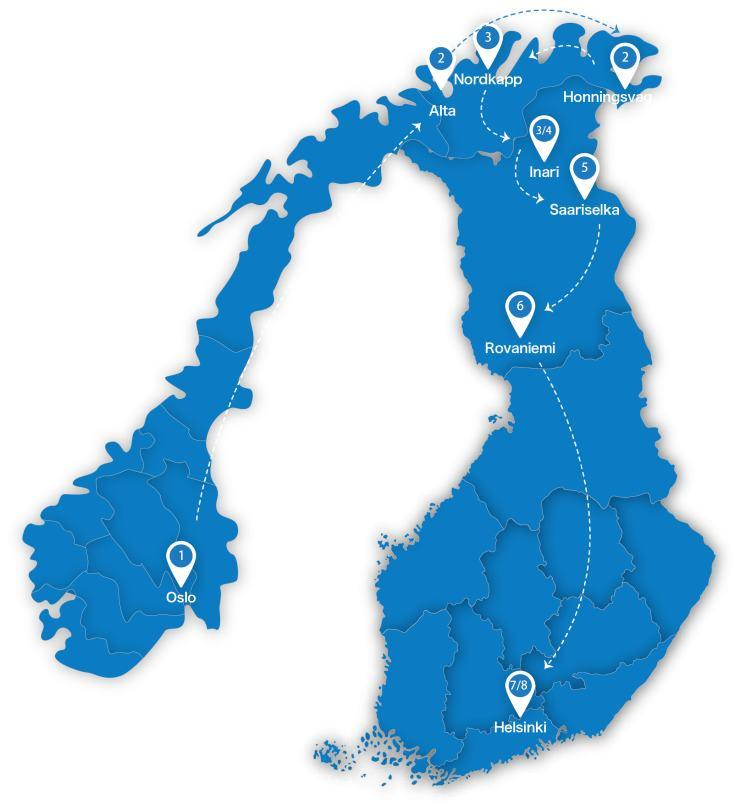 3
Nordkapp
2
Alta
2
Honningsvag
3/4
Inari
5
Saariselka
6
Rovaniemi
1
Oslo
7/8
Helsinki